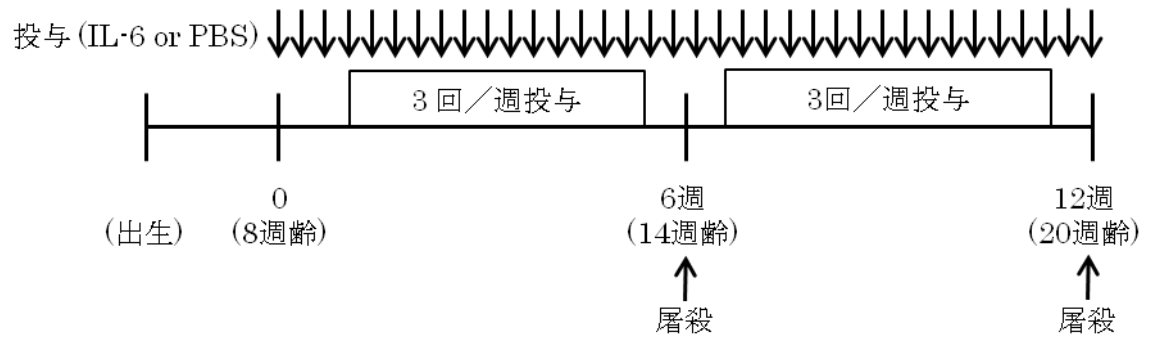 投与 (IL-6 or PBS)
3 回／週投与
3回／週投与
0
6週
12週
(出生)
(8週齢)
(14週齢)
(20週齢)
屠殺
屠殺